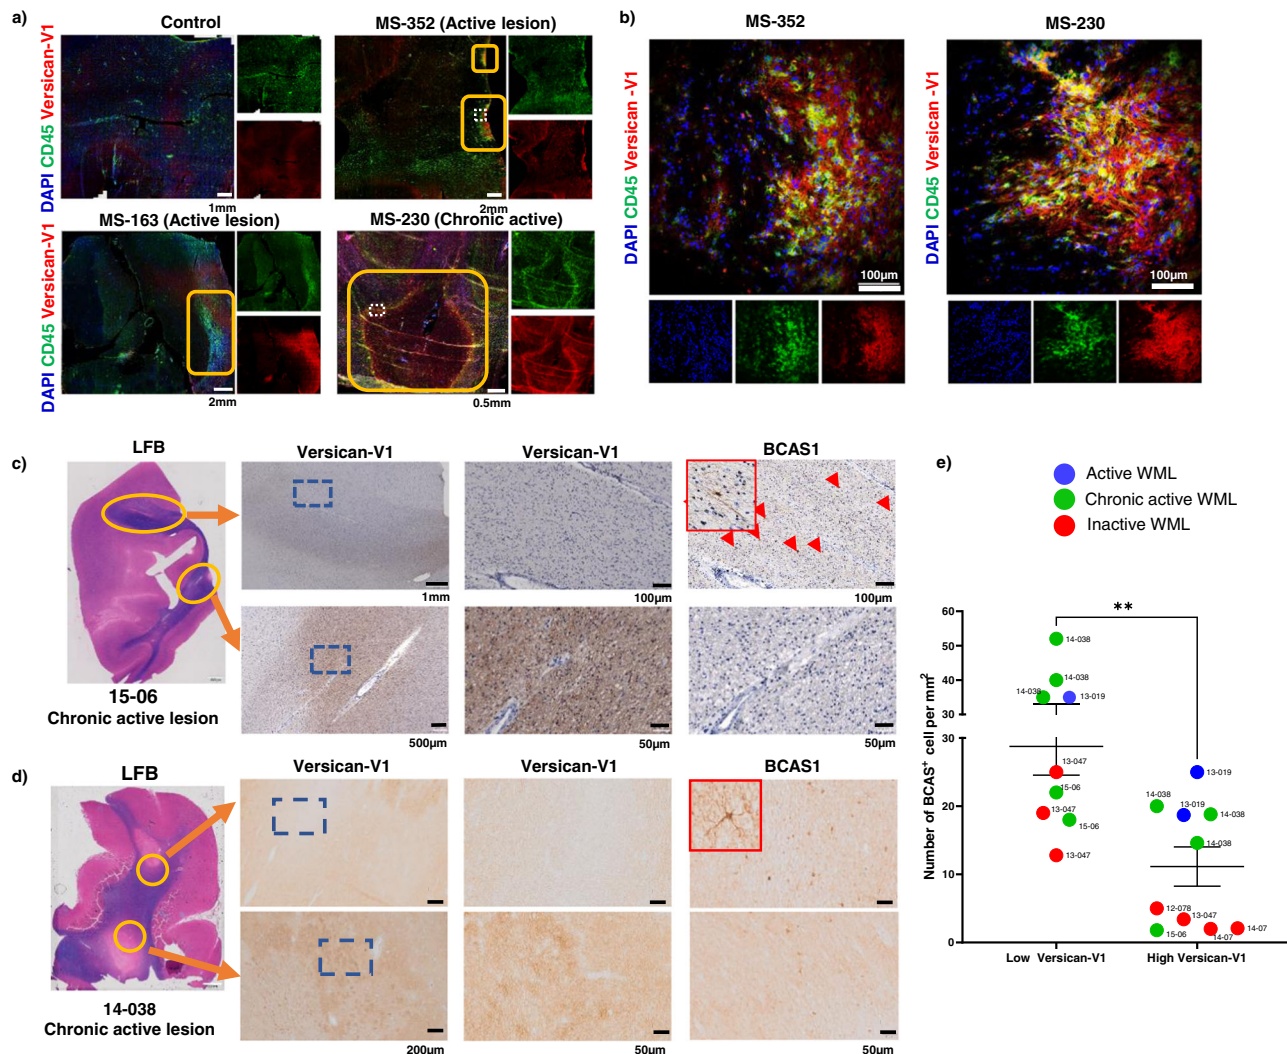 a)
Control
MS-352 (Active lesion)
DAPI CD45 Versican-V1
1mm
2mm
MS-163 (Active lesion)
MS-230 (Chronic active)
DAPI CD45 Versican-V1
2mm
0.5mm
b)
MS-352
MS-230
DAPI CD45 Versican -V1
100µm
DAPI CD45 Versican -V1
100µm
c)
LFB
Versican-V1
Versican-V1
BCAS1
1mm
100µm
100µm
15-06
Chronic active lesion
500µm
50µm
50µm
d)
LFB
Versican-V1
Versican-V1
BCAS1
14-038
Chronic active lesion
200µm
50µm
50µm
e)
Active WML
Chronic active WML
Inactive WML
**
Number of BCAS+ cell per mm2
60
50
40
30
30
20
10
0
14-038
14-038
14-038
13-019
13-047
15-06
13-047
15-06
13-047
13-019
14-038
13-019
14-038
14-038
12-078
13-047
15-06
14-07
14-07
Low Versican-V1
High Versican-V1